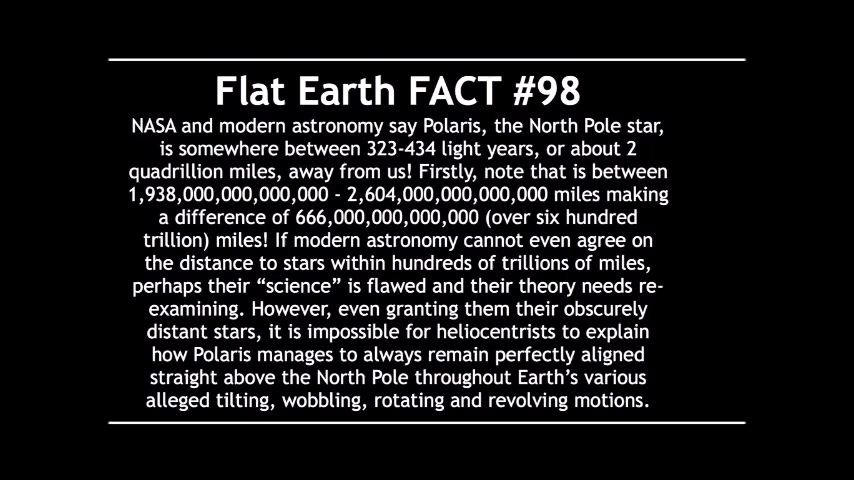 Flat Earth FACT #98
NASA and modern astronomy say Polaris, the North Pole star,
is somewhere between 323-434 light years, or about 2
quadrillion miles, away from us! Firstly, note that is between
1,938,000,000,000,000 - 2,604,000,000,000,000 miles making
a difference of 666,000,000,000,000 (over six hundred
trillion) miles! If modern astronomy cannot even agree on
the distance to stars within hundreds of trillions of miles,
perhaps their “science” is flawed and their theory needs re-
examining. However, even granting them their obscurely
distant stars, it is impossible for heliocentrists to explain
how Polaris manages to always remain perfectly aligned
straight above the North Pole throughout Earth’s various
alleged tilting, wobbling, rotating and revolving motions.